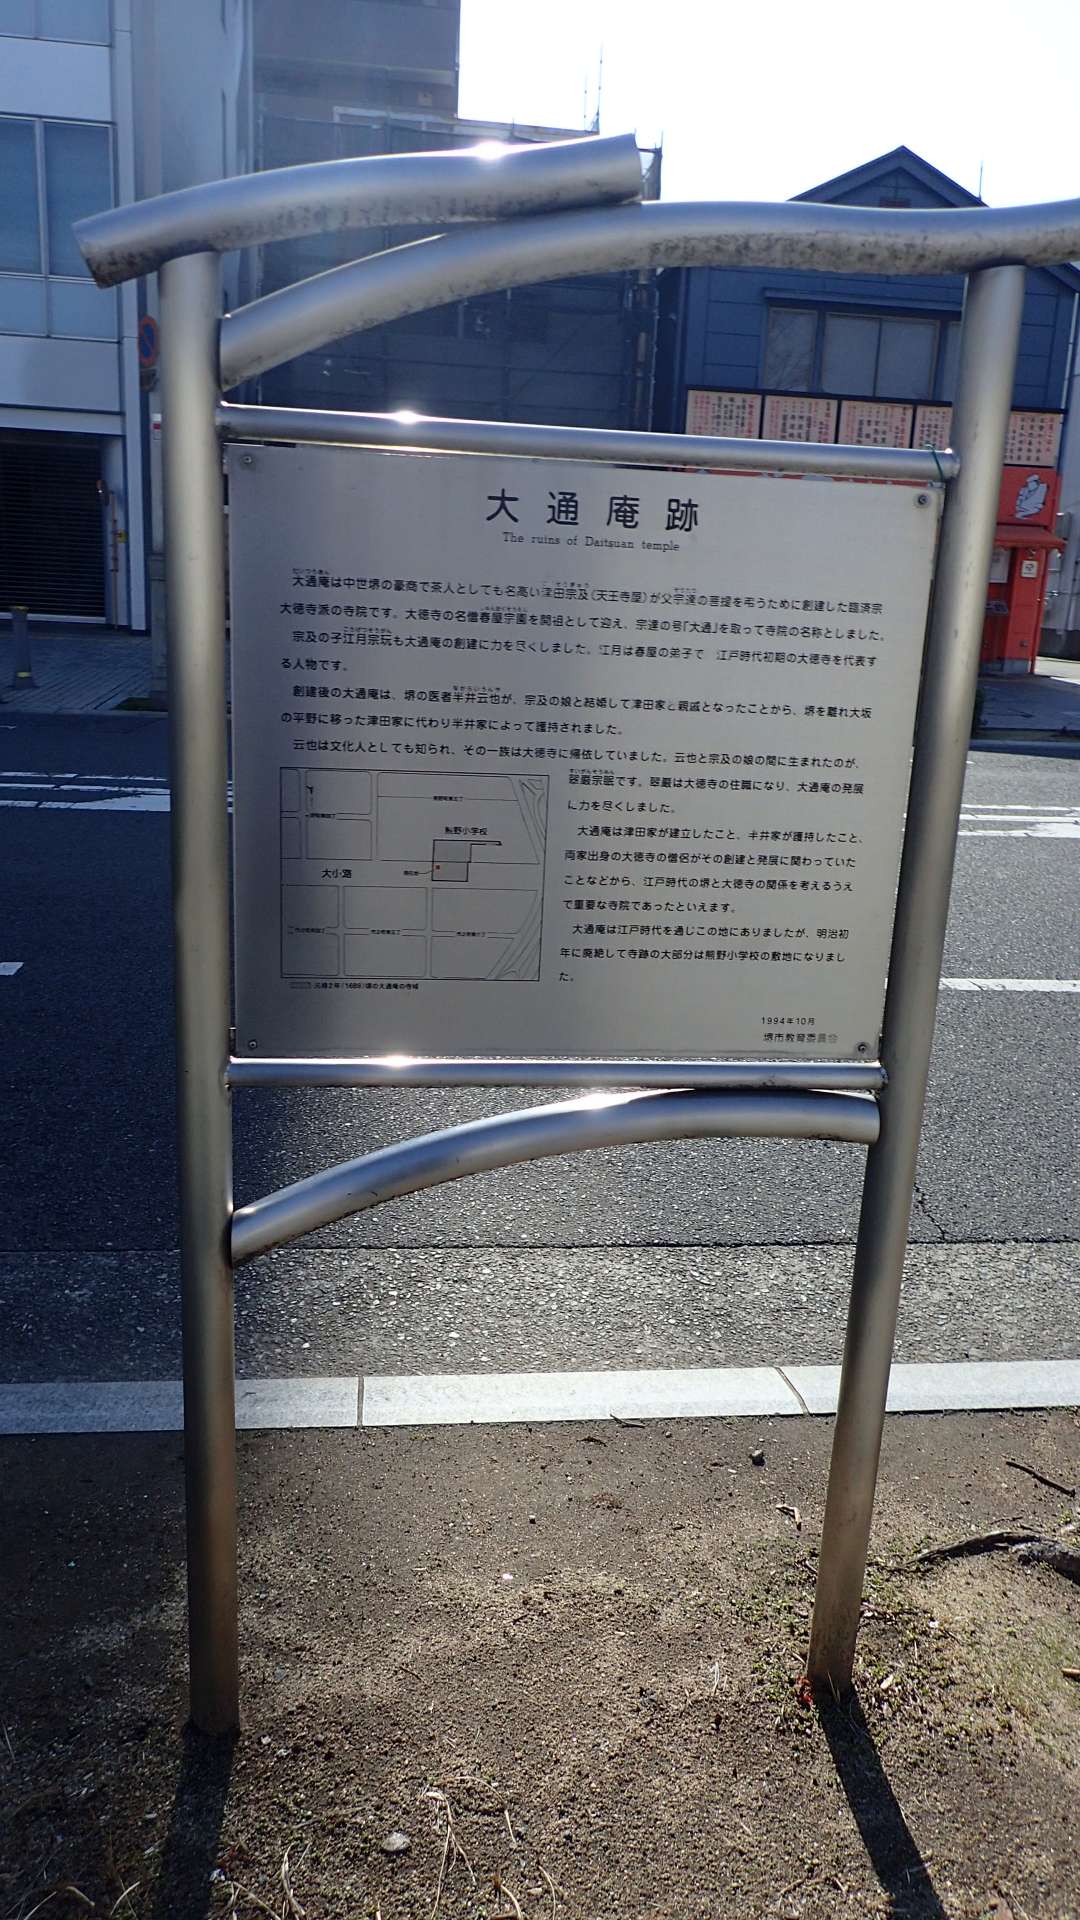 大通庵跡
The ruins of Daitsuan temple
大通庵は中世堺の豪商で茶人としても名高い津田宗及(天王寺屋)が父宗達の菩提を弔うために創建した臨済宗
大徳寺派の寺院です。大徳寺の名僧春屋宗園を開祖として迎え、宗達の号「大通」を取って寺院の名称としました。
宗及の子江月宗玩も大通庵の創建に力を尽くしました。江月は春屋の弟子で 江戸時代初期の大徳寺を代表す
る人物です。
創建後の大通庵は、堺の医者半井云也が、宗及の娘と結婚して津田家と親戚となったことから、堺を離れ大坂
の平野に移った津田家に代わり半井家によって護持されました。
云也は文化人としても知られ、その一族は大徳寺に帰依していました。云也と宗及の娘の間に生まれたのが、
翠巌宗眠です。翠巌は大徳寺の住職になり、大通庵の発展
に力を尽くしました。
大通庵は津田家が建立したこと、半井家が護持したこと、
両家出身の大徳寺の僧侶がその創建と発展に関わっていた
ことなどから、江戸時代の堺と大徳寺の関係を考えるうえ
で重要な寺院であったといえます。
大通庵は江戸時代を通じこの地にありましたが、明治初
年に廃絶して寺跡の大部分は熊野小学校の敷地になりまし
た。
熊野小学校
大小路
元禄2年(1689)頃の大通庵の寺域
1994年10月
堺市教育委員会